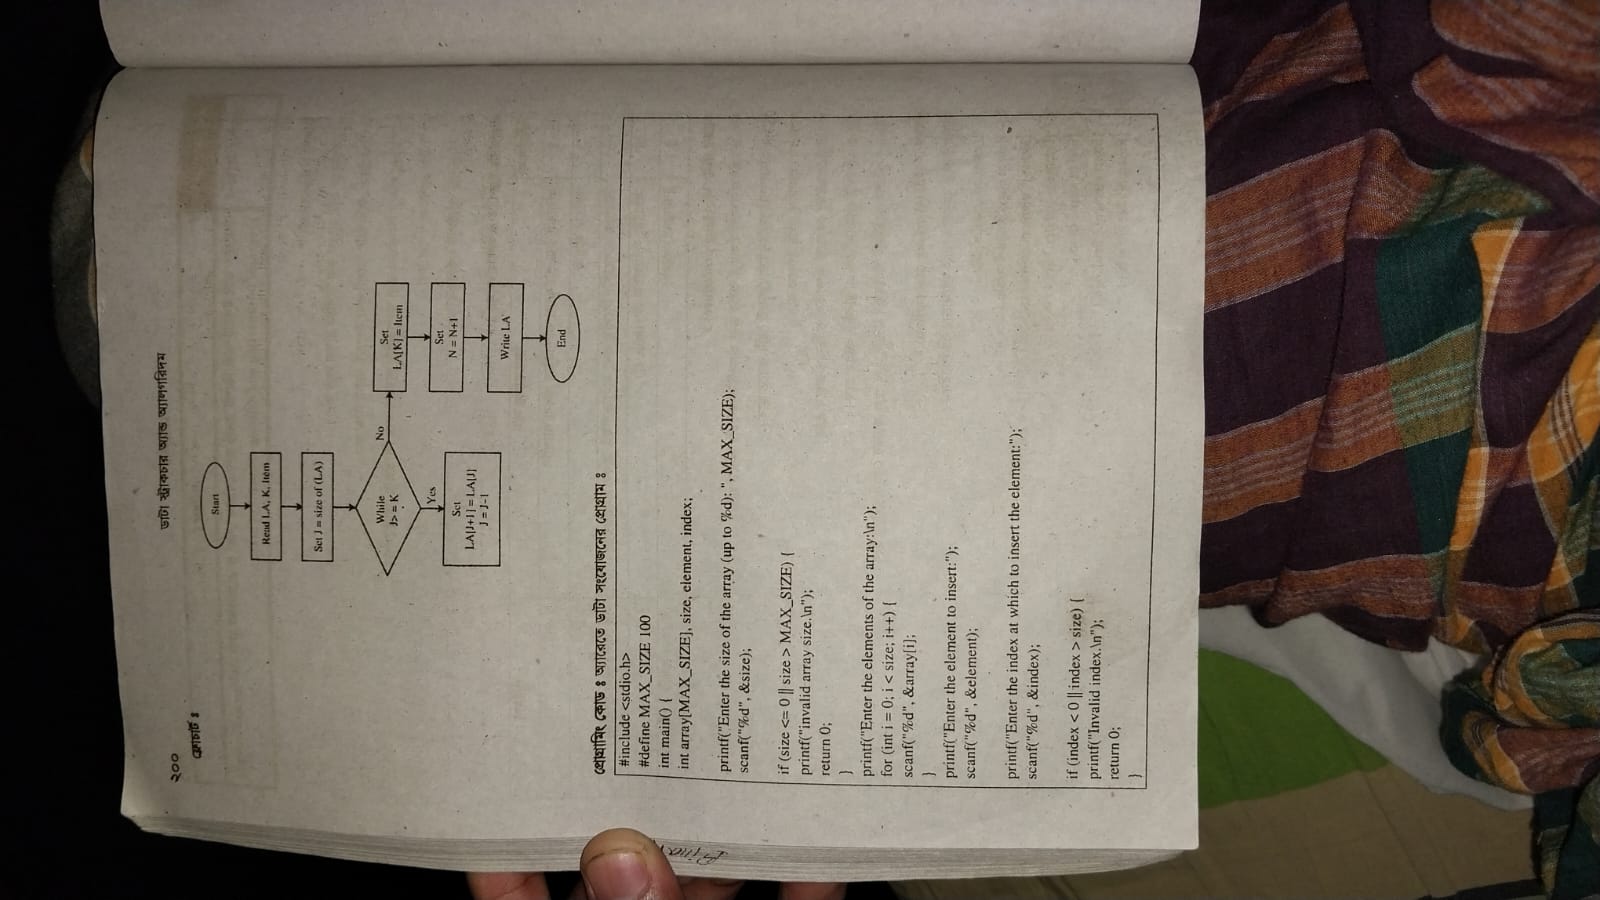 ২০০
ডাটা স্ট্রাকচার অ্যান্ড অ্যালগরিদম
ফ্লোচার্ট ঃ
Start
Read LA, K, Item
Set J = size of (LA)
While
J> = K
No
Yes
Set
LA[J+1] = LA[J]
J = J-1
Set
LA[K] = Item
Set
N = N+1
Write LA
End
প্রোগ্রামিং কোড ঃ অ্যারেতে ডাটা সংযোজনের প্রোগ্রাম ঃ
#include <stdio.h>
#define MAX_SIZE 100
int main() {
int array[MAX_SIZE], size, element, index;
printf("Enter the size of the array (up to %d): ", MAX_SIZE);
scanf("%d", &size);
if (size <= 0 || size > MAX_SIZE) {
printf("invalid array size.\n");
return 0;
}
printf("Enter the elements of the array:\n");
for (int i = 0; i < size; i++) {
scanf("%d", &array[i];
}
printf("Enter the element to insert:");
scanf("%d", &element);
printf("Enter the index at which to insert the element:");
scanf("%d", &index);
if (index < 0 || index > size) {
printf("Invalid index.\n");
return 0;
}